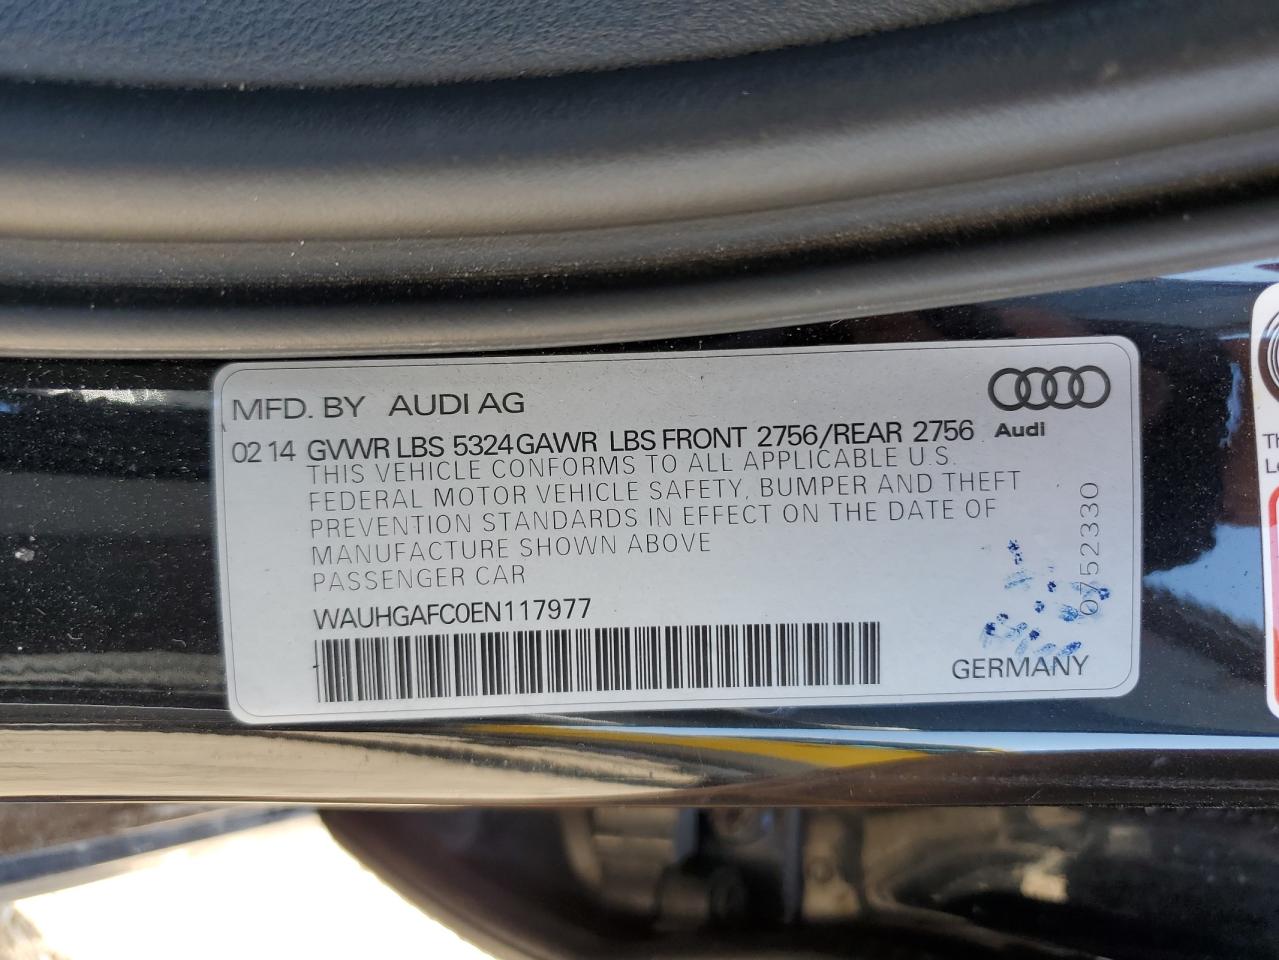 MFD. BY AUDI AG
02 14 GVWR LBS 5324 GAWR LBS FRONT 2756/REAR 2756 Audi
THIS VEHICLE CONFORMS TO ALL APPLICABLE U.S.
FEDERAL MOTOR VEHICLE SAFETY, BUMPER AND THEFT
PREVENTION STANDARDS IN EFFECT ON THE DATE OF
MANUFACTURE SHOWN ABOVE
PASSENGER CAR
WAUHGAFC0EN117977
0752330
GERMANY